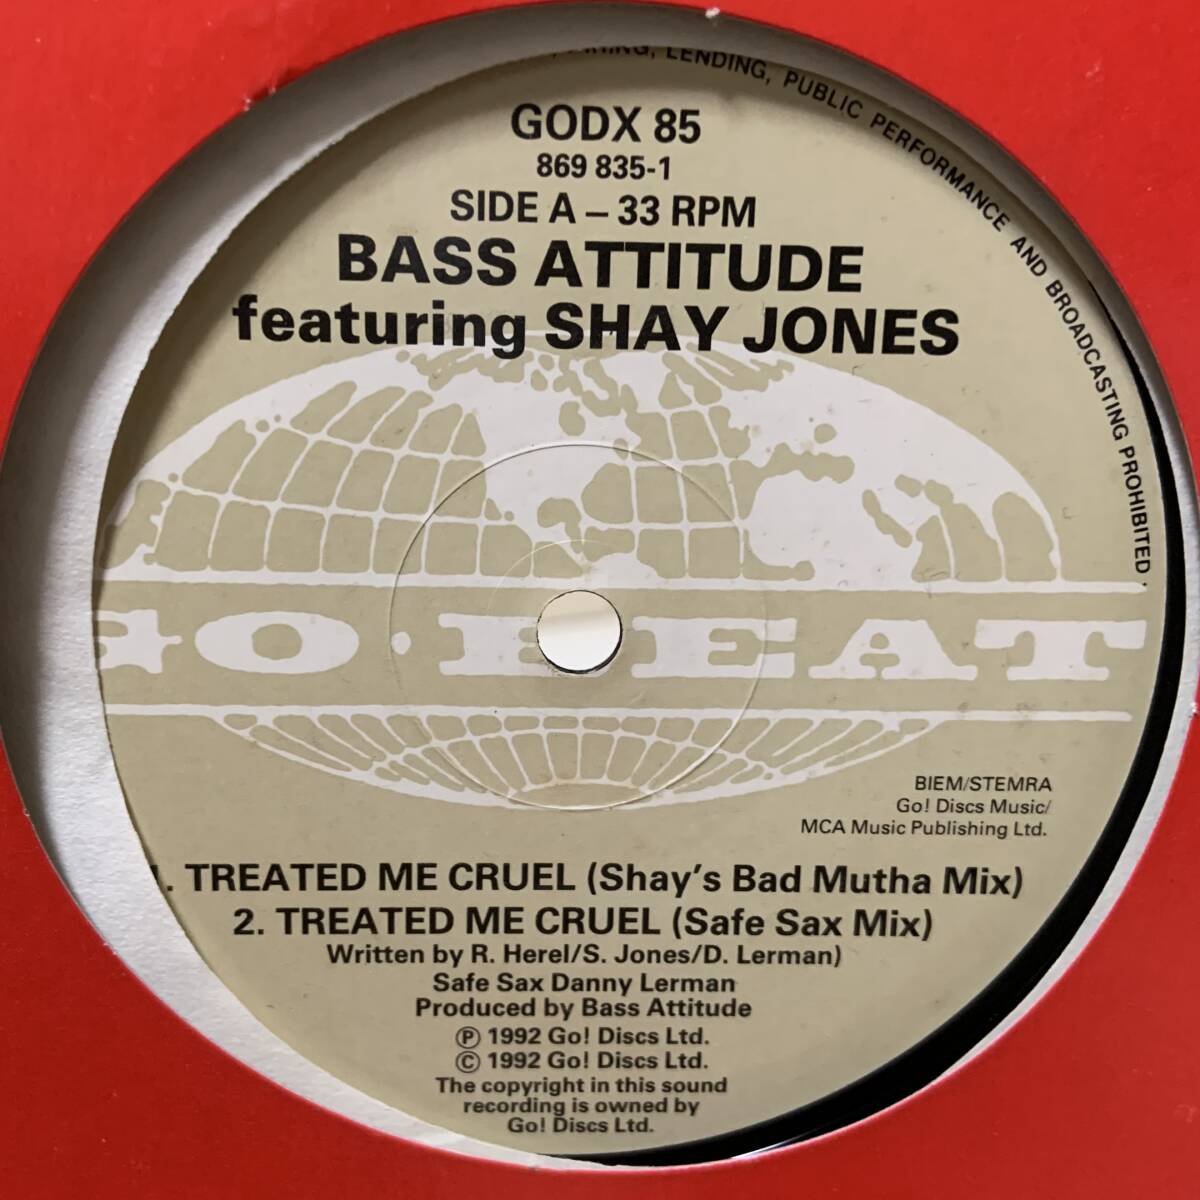 LENDING, PUBLIC PERFORMANCE AND BROADCASTING PROHIBITED.
GODX 85
869 835-1
SIDE A – 33 RPM
BASS ATTITUDE
featuring SHAY JONES
GO · BEAT
BIEM/STEMRA
Go! Discs Music/
MCA Music Publishing Ltd.
1. TREATED ME CRUEL (Shay's Bad Mutha Mix)
2. TREATED ME CRUEL (Safe Sax Mix)
Written by R. Herel/S. Jones/D. Lerman)
Safe Sax Danny Lerman
Produced by Bass Attitude
Ⓟ 1992 Go! Discs Ltd.
© 1992 Go! Discs Ltd.
The copyright in this sound
recording is owned by
Go! Discs Ltd.